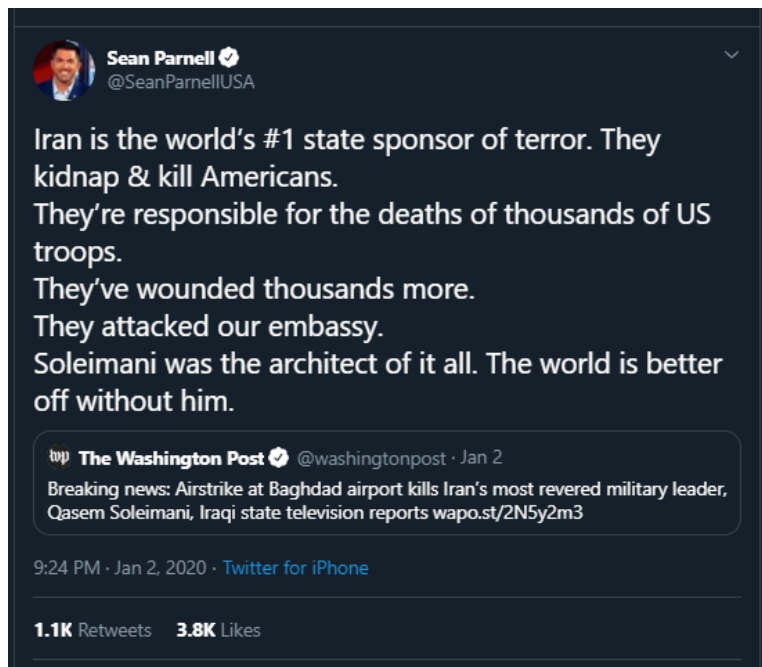 Sean Parnell
@SeanParnellUSA
Iran is the world's #1 state sponsor of terror. They
kidnap & kill Americans.
They're responsible for the deaths of thousands of US
troops.
They've wounded thousands more.
They attacked our embassy.
Soleimani was the architect of it all. The world is better
off without him.
wp The Washington Post @washingtonpost · Jan 2
Breaking news: Airstrike at Baghdad airport kills Iran's most revered military leader,
Qasem Soleimani, Iraqi state television reports wapo.st/2N5y2m3
9:24 PM · Jan 2, 2020 · Twitter for iPhone
1.1K Retweets 3.8K Likes